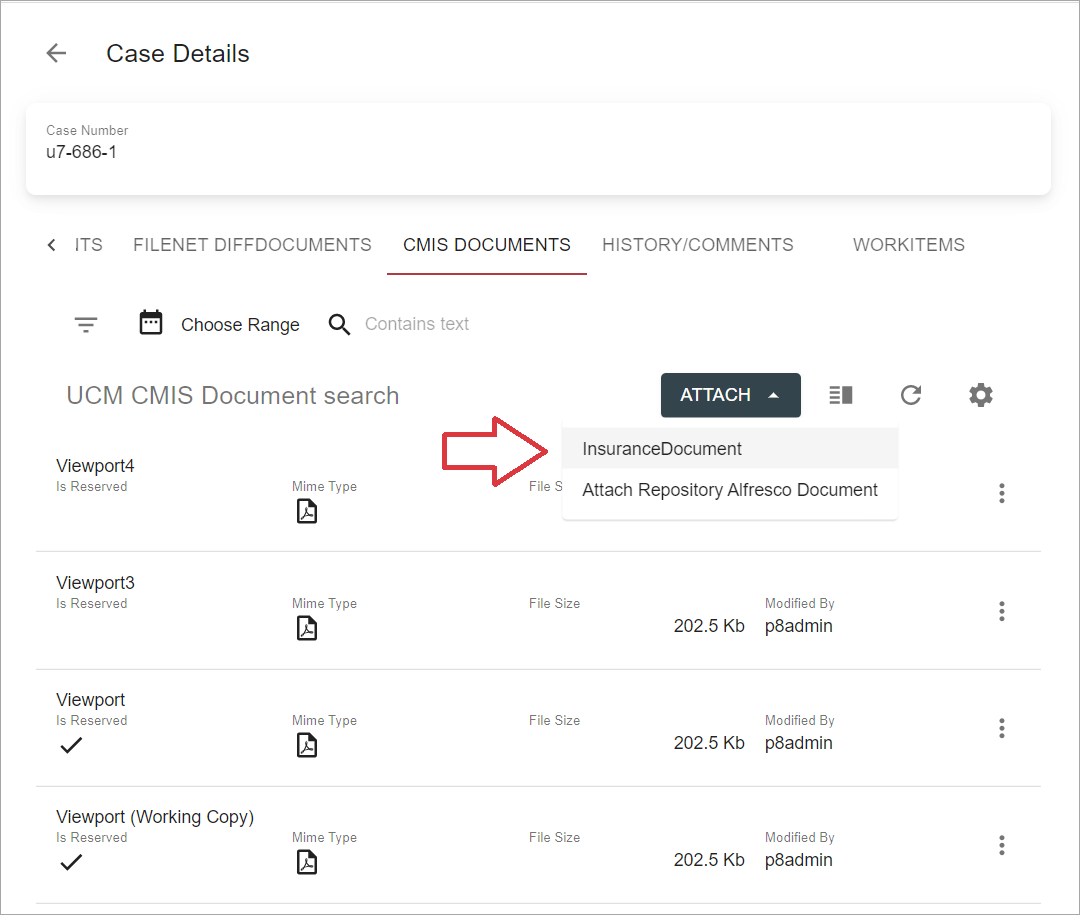 Case Details
Case Number
u7-686-1
ITS FILENET DIFFDOCUMENTS CMIS DOCUMENTS HISTORY/COMMENTS WORKITEMS
Choose Range Contains text
UCM CMIS Document search ATTACH
InsuranceDocument
Viewport4
Is Reserved Mime Type File S
Attach Repository Alfresco Document
Viewport3
Is Reserved Mime Type File Size Modified By
202.5 Kb p8admin
Viewport
Is Reserved Mime Type File Size Modified By
202.5 Kb p8admin
Viewport (Working Copy)
Is Reserved Mime Type File Size Modified By
202.5 Kb p8admin